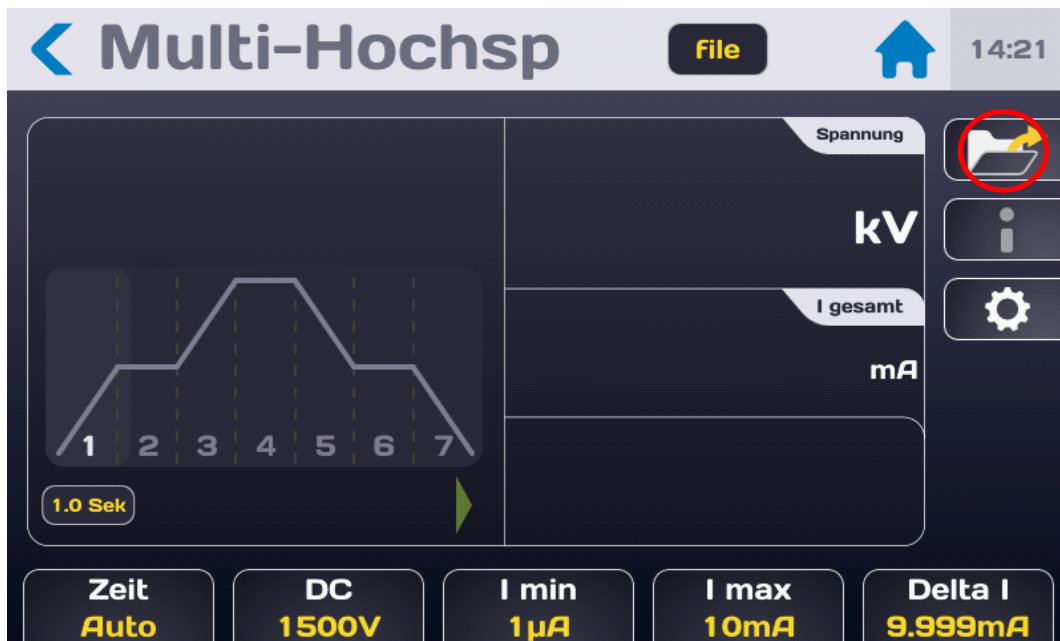 Multi-Hochsp
File
14:21
Spannung
kV
I gesamt
mA
1 2 3 4 5 6 7
1.0 Sek
Zeit
Auto
DC
1500V
I min
1µA
I max
10mA
Delta I
9.999mA